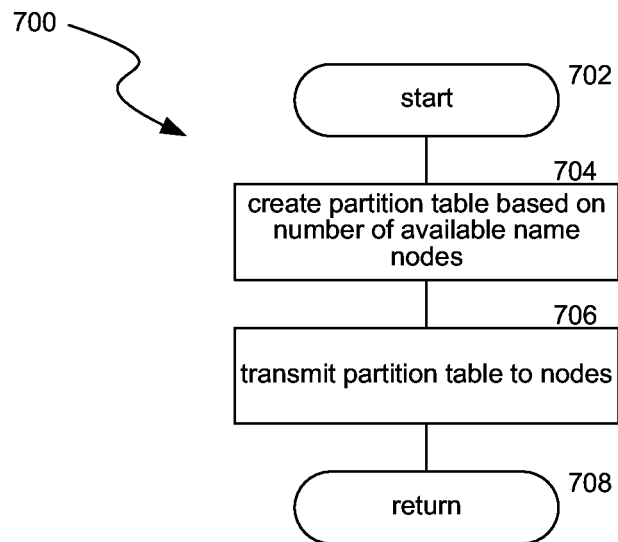 700
702
start
704
create partition table based on
number of available name
nodes
706
transmit partition table to nodes
708
return